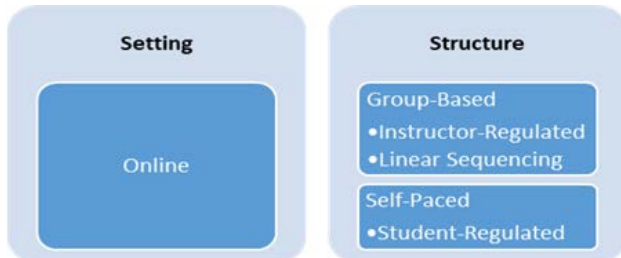 Setting
Online
Structure
Group-Based
•Instructor-Regulated
•Linear Sequencing
Self-Paced
•Student-Regulated